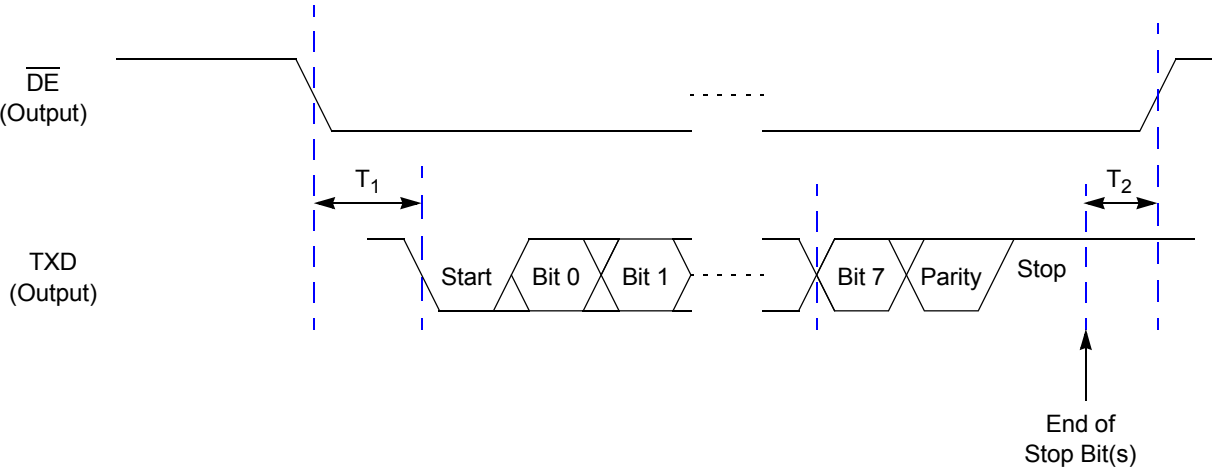 DE
(Output)
T1
T2
TXD
(Output)
Start
Bit 0
Bit 1
Bit 7
Parity
Stop
End of
Stop Bit(s)